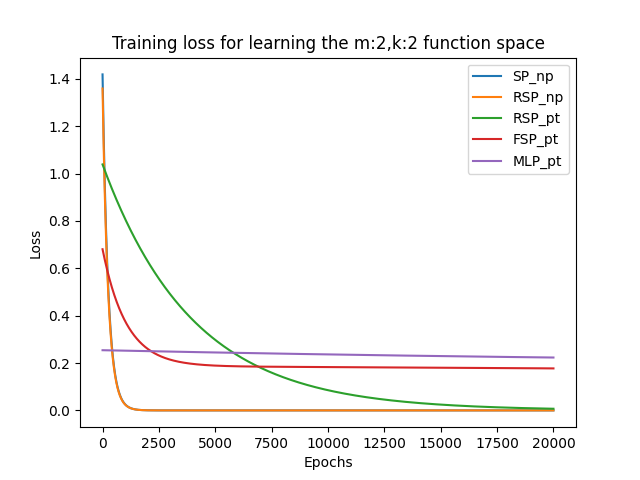 Training loss for learning the m:2,k:2 function space
SP_np
RSP_np
RSP_pt
FSP_pt
MLP_pt
Loss
1.4
1.2
1.0
0.8
0.6
0.4
0.2
0.0
0 2500 5000 7500 10000 12500 15000 17500 20000
Epochs